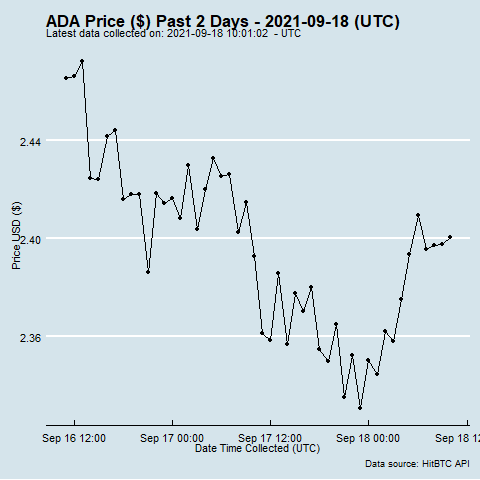 ADA Price ($) Past 2 Days - 2021-09-18 (UTC)
Latest data collected on: 2021-09-18 10:01:02 - UTC
Price USD ($)
2.44
2.40
2.36
Sep 16 12:00 Sep 17 00:00 Sep 17 12:00 Sep 18 00:00 Sep 18 12
Date Time Collected (UTC)
Data source: HitBTC API